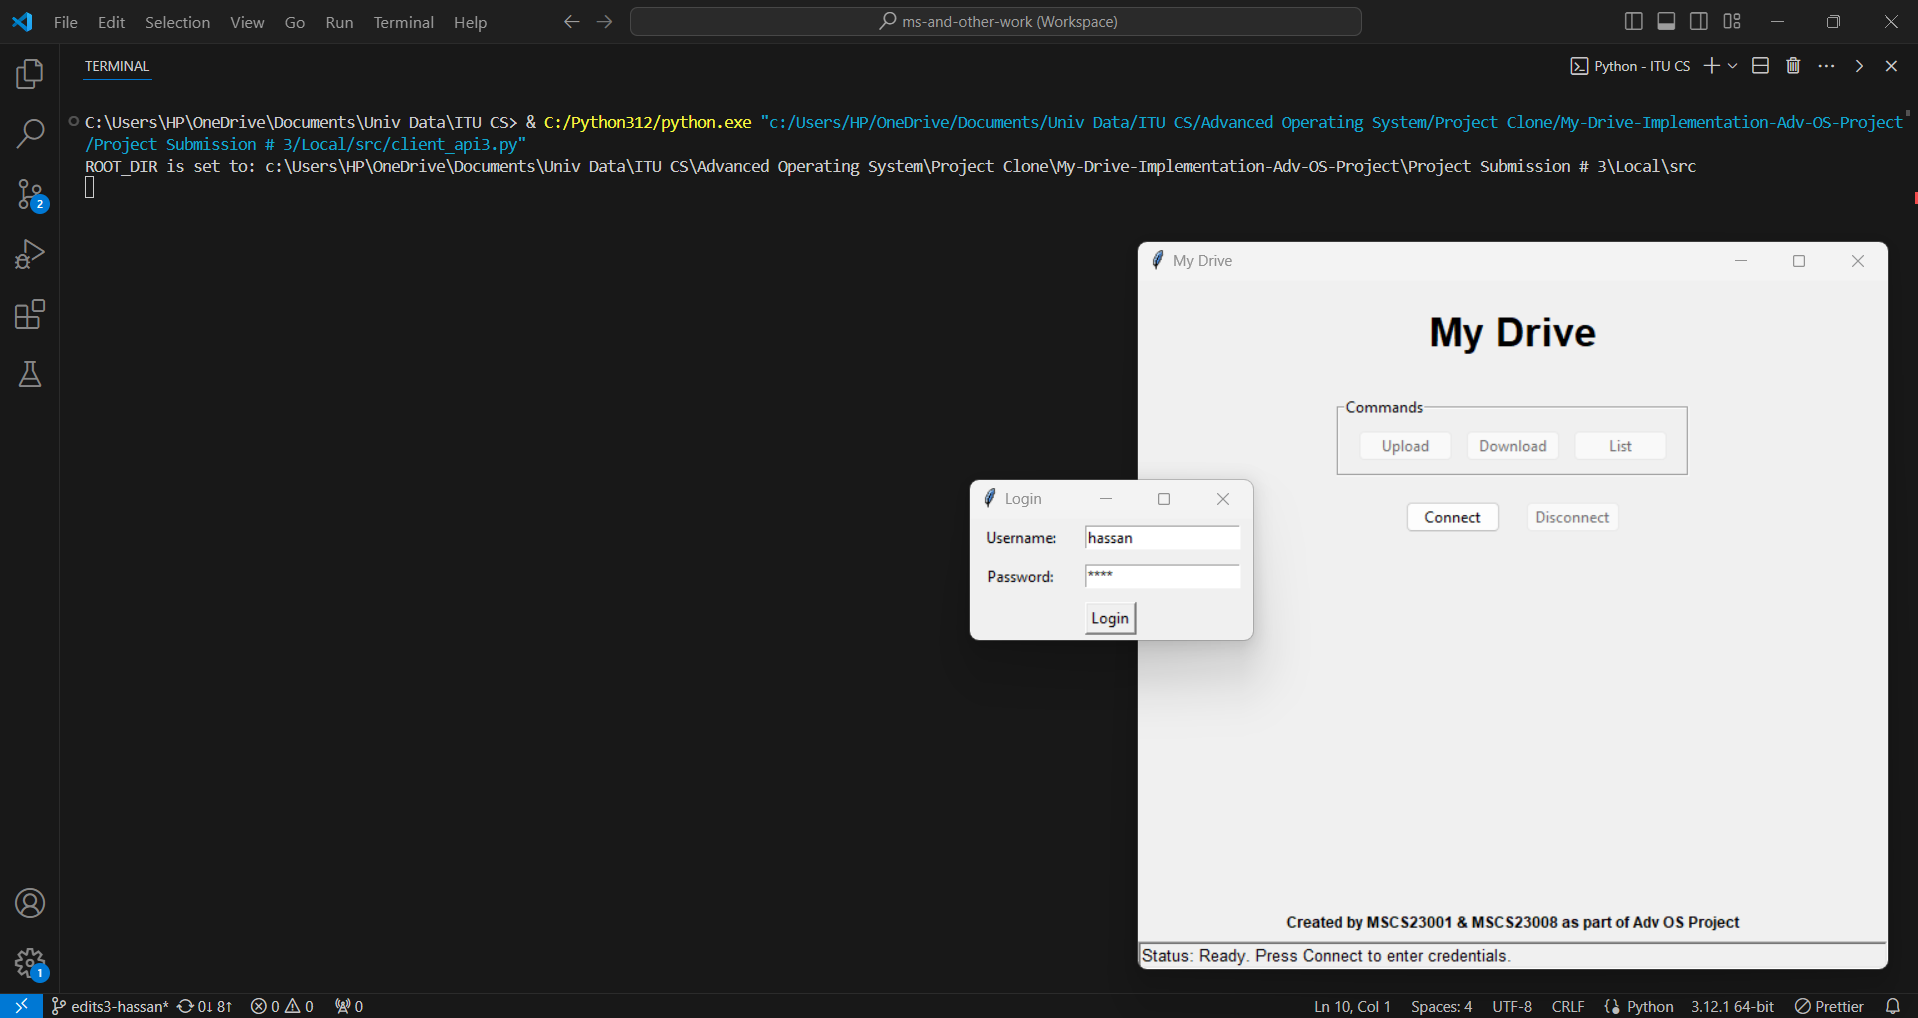 File Edit Selection View Go Run Terminal Help
ms-and-other-work (Workspace)
TERMINAL
Python - ITU CS
C:\Users\HP\OneDrive\Documents\Univ Data\ITU CS> & C:/Python312/python.exe "c:/Users/HP/OneDrive/Documents/Univ Data/ITU CS/Advanced Operating System/Project Clone/My-Drive-Implementation-Adv-OS-Project
/Project Submission # 3/Local/src/client_api3.py"
ROOT_DIR is set to: c:\Users\HP\OneDrive\Documents\Univ Data\ITU CS\Advanced Operating System\Project Clone\My-Drive-Implementation-Adv-OS-Project\Project Submission # 3\Local\src
2
My Drive
My Drive
Commands
Upload Download List
Connect Disconnect
Login
Username: hassan
Password: ****
Login
Created by MSCS23001 & MSCS23008 as part of Adv OS Project
Status: Ready. Press Connect to enter credentials.
1
edits3-hassan* 0↓ 8↑ 0 0 0
Ln 10, Col 1 Spaces: 4 UTF-8 CRLF Python 3.12.1 64-bit Prettier